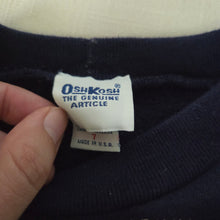 OSHKOSH®
THE GENUINE
ARTICLE
7
MADE IN U.S.A.